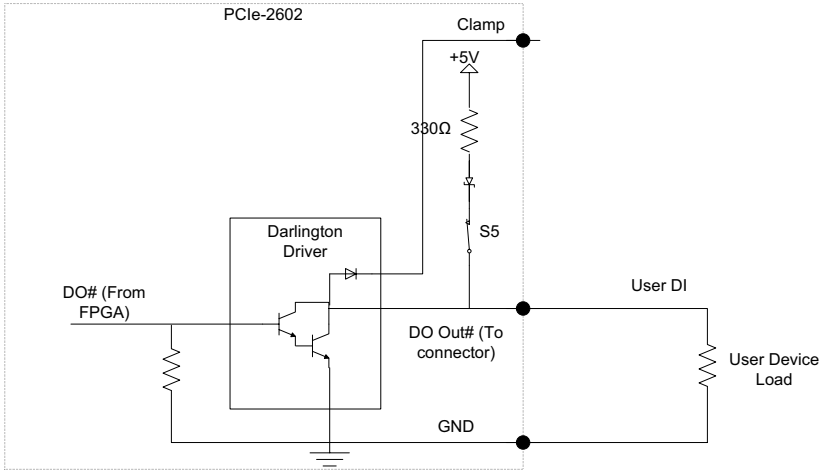 PCIe-2602
Clamp
+5V
330Ω
S5
Darlington
Driver
DO# (From
FPGA)
User DI
DO Out# (To
connector)
User Device
Load
GND